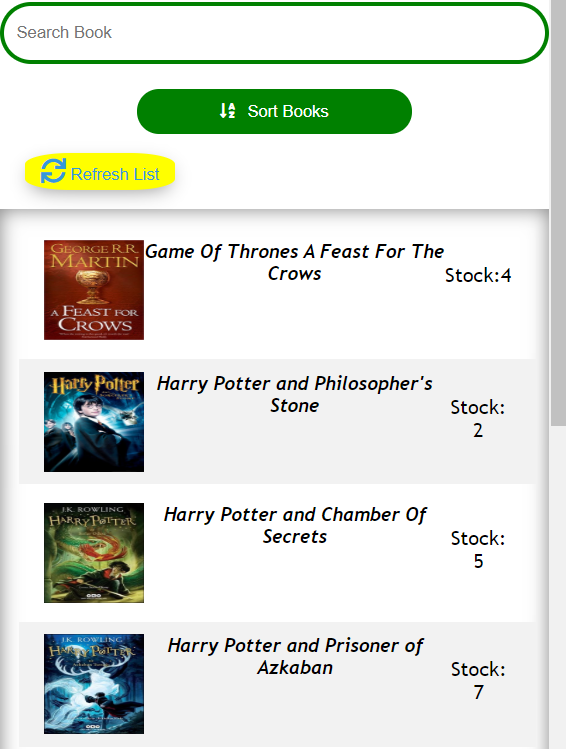 Search Book
Sort Books
Refresh List
GEORGE R.R.
MARTIN
A FEAST FOR
CROWS
Game Of Thrones A Feast For The
Crows
Stock:4
Harry Potter
Harry Potter and Philosopher's
Stone
Stock:
2
J.K. ROWLING
HARRY POTTER
Harry Potter and Chamber Of
Secrets
Stock:
5
J.K. ROWLING
HARRY POTTER
Harry Potter and Prisoner of
Azkaban
Stock:
7